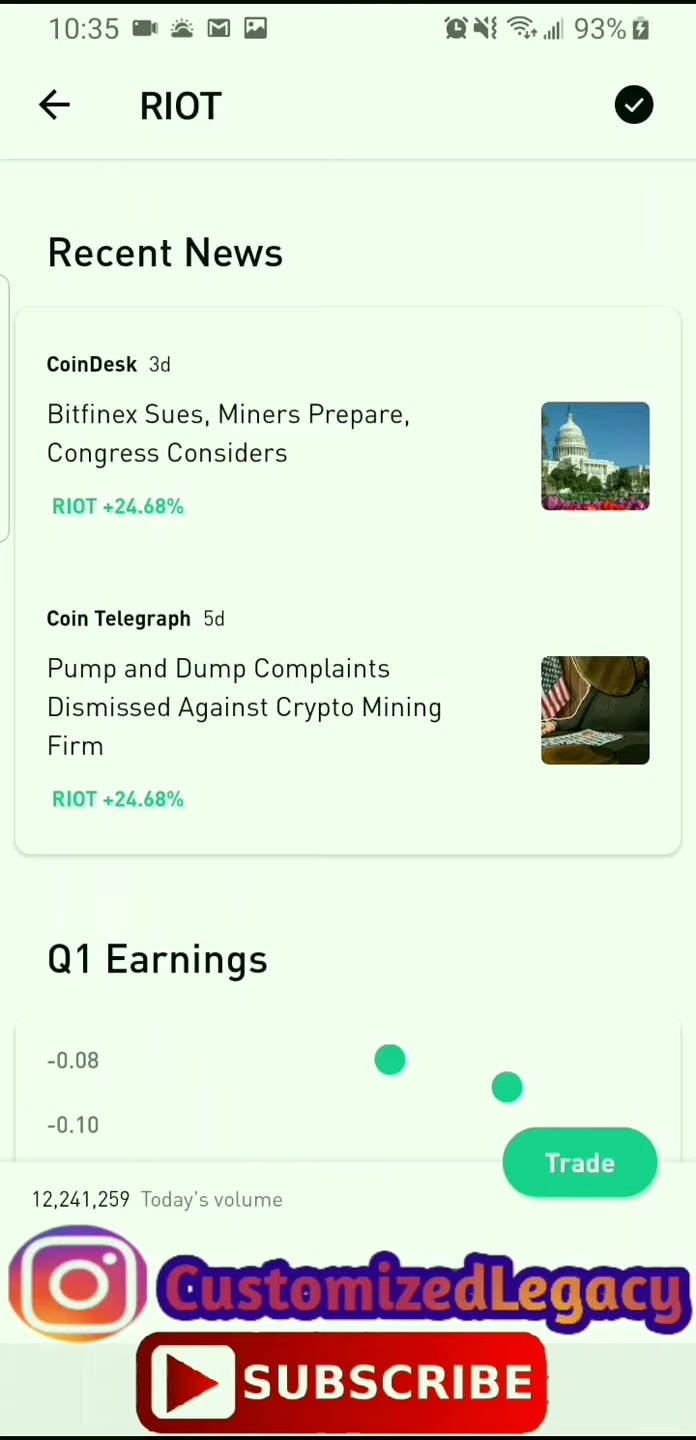 10:35 93%
RIOT
Recent News
CoinDesk 3d
Bitfinex Sues, Miners Prepare,
Congress Considers
RIOT +24.68%
Coin Telegraph 5d
Pump and Dump Complaints
Dismissed Against Crypto Mining
Firm
RIOT +24.68%
Q1 Earnings
-0.08
-0.10
Trade
12,241,259 Today's volume
CustomizedLegacy
SUBSCRIBE